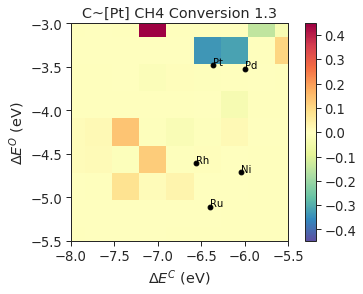 C~[Pt] CH4 Conversion 1.3
−3.0
−3.5
−4.0
−4.5
−5.0
−5.5
ΔE^O (eV)
Pt
Pd
Rh
Ni
Ru
−8.0 −7.5 −7.0 −6.5 −6.0 −5.5
ΔE^C (eV)
0.4
0.3
0.2
0.1
0.0
−0.1
−0.2
−0.3
−0.4